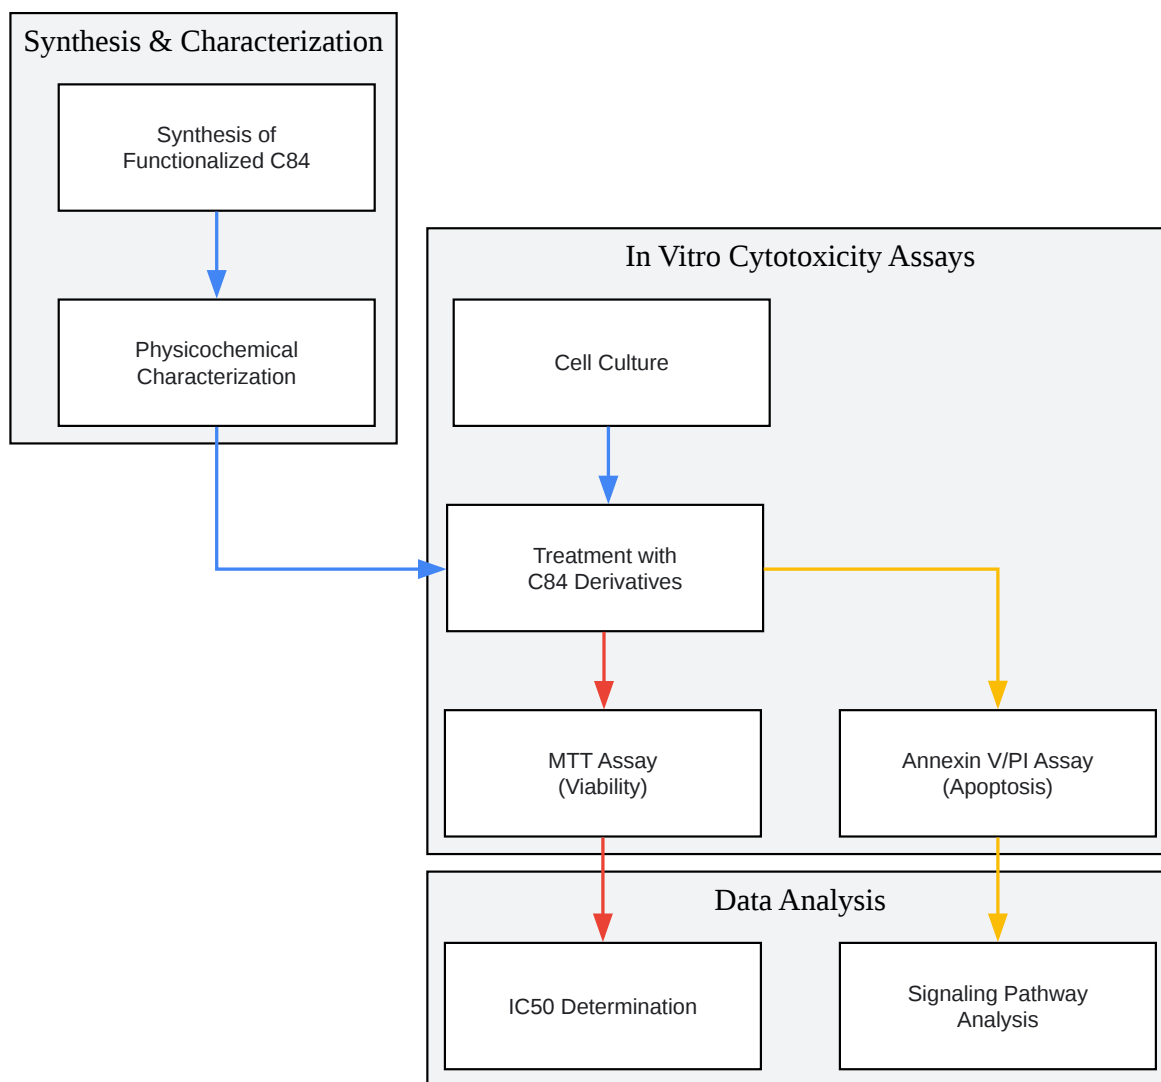 Synthesis & Characterization
Synthesis of
Functionalized C84
Physicochemical
Characterization
In Vitro Cytotoxicity Assays
Cell Culture
Treatment with
C84 Derivatives
MTT Assay
(Viability)
Annexin V/PI Assay
(Apoptosis)
Data Analysis
IC50 Determination
Signaling Pathway
Analysis